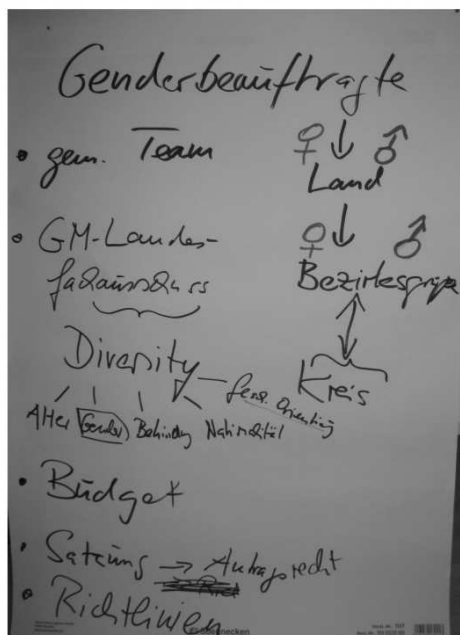 Genderbeauftragte
• gem. Team
♀ ↓ ♂
Land
↓
♀ ↓ ♂
• GM-Landes-
fachausschuss
Bezirksgruppe
Diversity
Alter Gender Behinderung Nationalität
sex. Orientierung
Kreis
• Budget
• Satzung → Antragsrecht
• Richtlinien